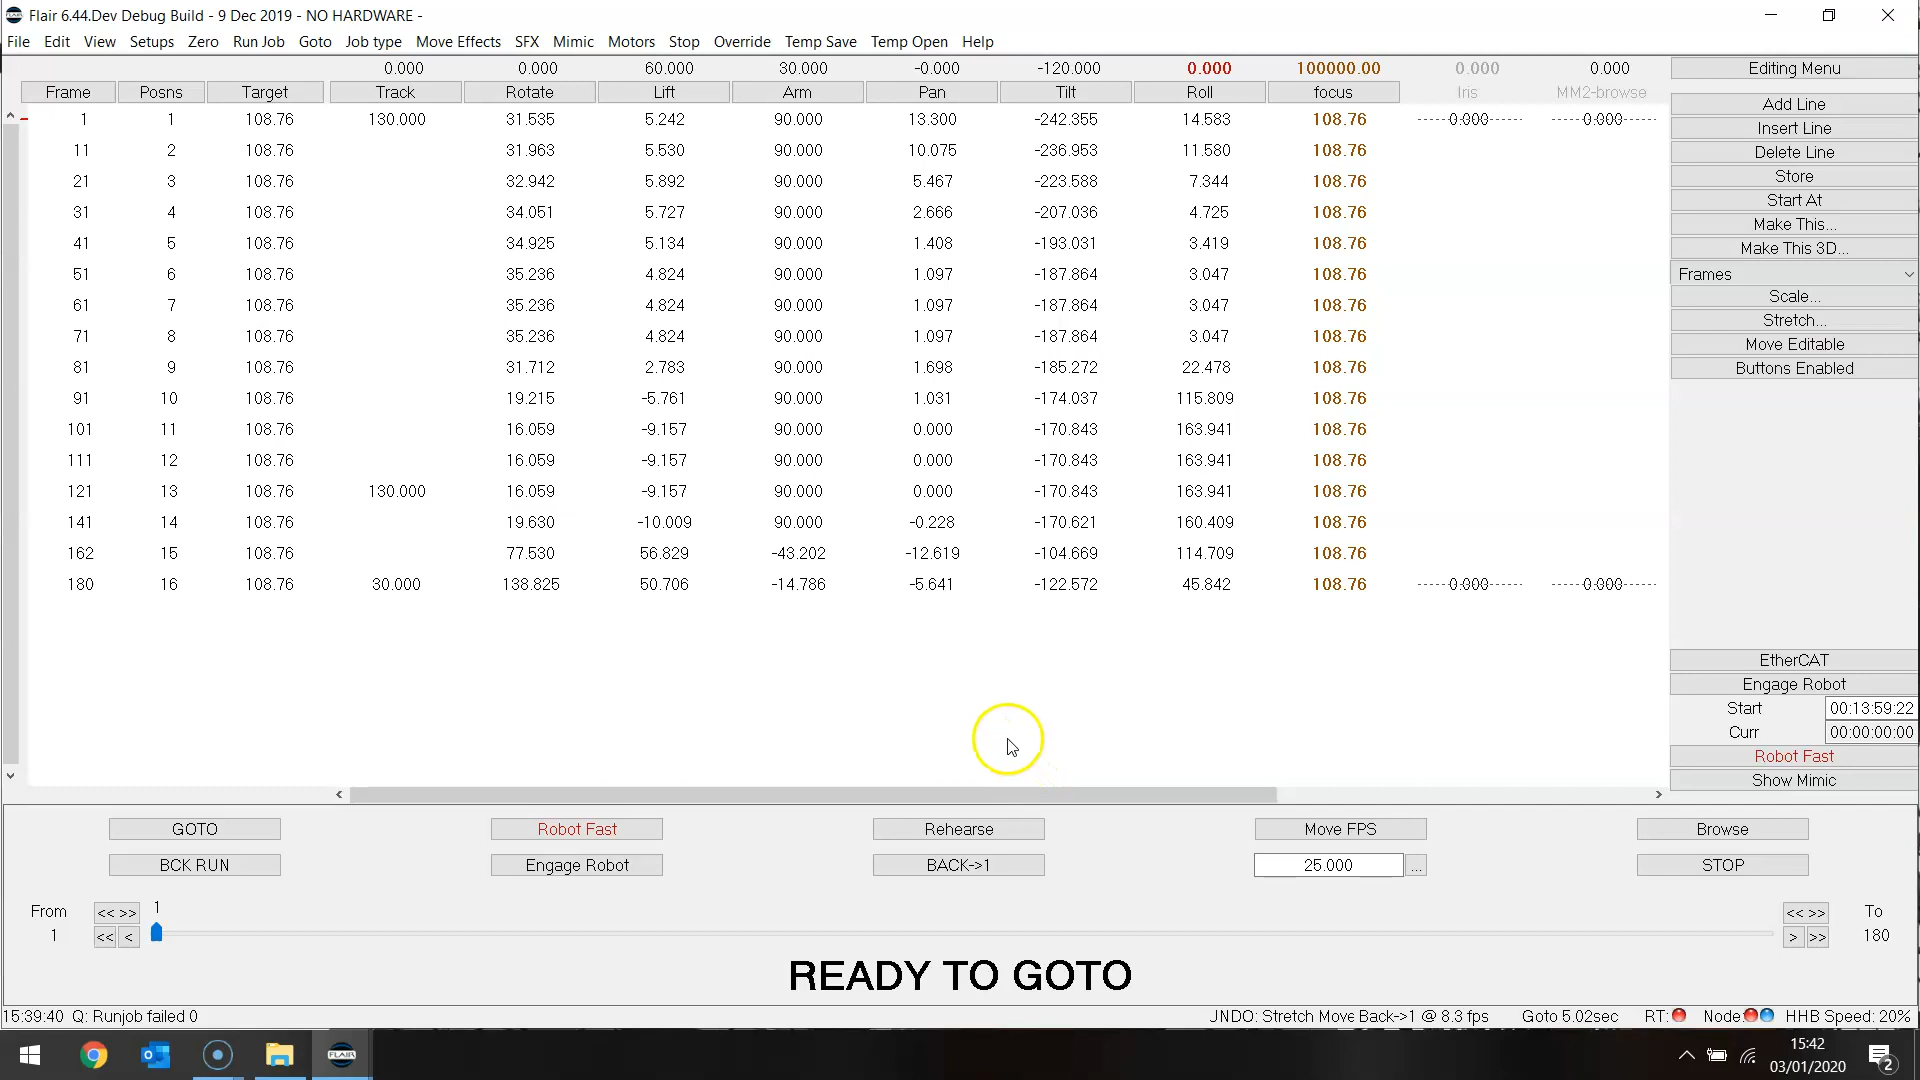 Flair 6.44.Dev Debug Build - 9 Dec 2019 - NO HARDWARE -
File Edit View Setups Zero Run Job Goto Job type Move Effects SFX Mimic Motors Stop Override Temp Save Temp Open Help
0.000 0.000 60.000 30.000 -0.000 -120.000 0.000 100000.00 0.000 0.000
Frame Posns Target Track Rotate Lift Arm Pan Tilt Roll focus Iris MM2-browse
1 1 108.76 130.000 31.535 5.242 90.000 13.300 -242.355 14.583 108.76 -----0.000------ -----0.000------
11 2 108.76 31.963 5.530 90.000 10.075 -236.953 11.580 108.76
21 3 108.76 32.942 5.892 90.000 5.467 -223.588 7.344 108.76
31 4 108.76 34.051 5.727 90.000 2.666 -207.036 4.725 108.76
41 5 108.76 34.925 5.134 90.000 1.408 -193.031 3.419 108.76
51 6 108.76 35.236 4.824 90.000 1.097 -187.864 3.047 108.76
61 7 108.76 35.236 4.824 90.000 1.097 -187.864 3.047 108.76
71 8 108.76 35.236 4.824 90.000 1.097 -187.864 3.047 108.76
81 9 108.76 31.712 2.783 90.000 1.698 -185.272 22.478 108.76
91 10 108.76 19.215 -5.761 90.000 1.031 -174.037 115.809 108.76
101 11 108.76 16.059 -9.157 90.000 0.000 -170.843 163.941 108.76
111 12 108.76 16.059 -9.157 90.000 0.000 -170.843 163.941 108.76
121 13 108.76 130.000 16.059 -9.157 90.000 0.000 -170.843 163.941 108.76
141 14 108.76 19.630 -10.009 90.000 -0.228 -170.621 160.409 108.76
162 15 108.76 77.530 56.829 -43.202 -12.619 -104.669 114.709 108.76
180 16 108.76 30.000 138.825 50.706 -14.786 -5.641 -122.572 45.842 108.76 -----0.000------ -----0.000------
Editing Menu
Add Line
Insert Line
Delete Line
Store
Start At
Make This...
Make This 3D...
Frames
Scale...
Stretch...
Move Editable
Buttons Enabled
EtherCAT
Engage Robot
Start 00:13:59:22
Curr 00:00:00:00
Robot Fast
Show Mimic
GOTO Robot Fast Rehearse Move FPS Browse
BCK RUN Engage Robot BACK->1 25.000 ... STOP
From << >> 1 << >> To
1 << < > >> 180
READY TO GOTO
15:39:40 Q: Runjob failed 0 JNDO: Stretch Move Back->1 @ 8.3 fps Goto 5.02sec RT: Node: HHB Speed: 20%
FLAIR
15:42
03/01/2020
2